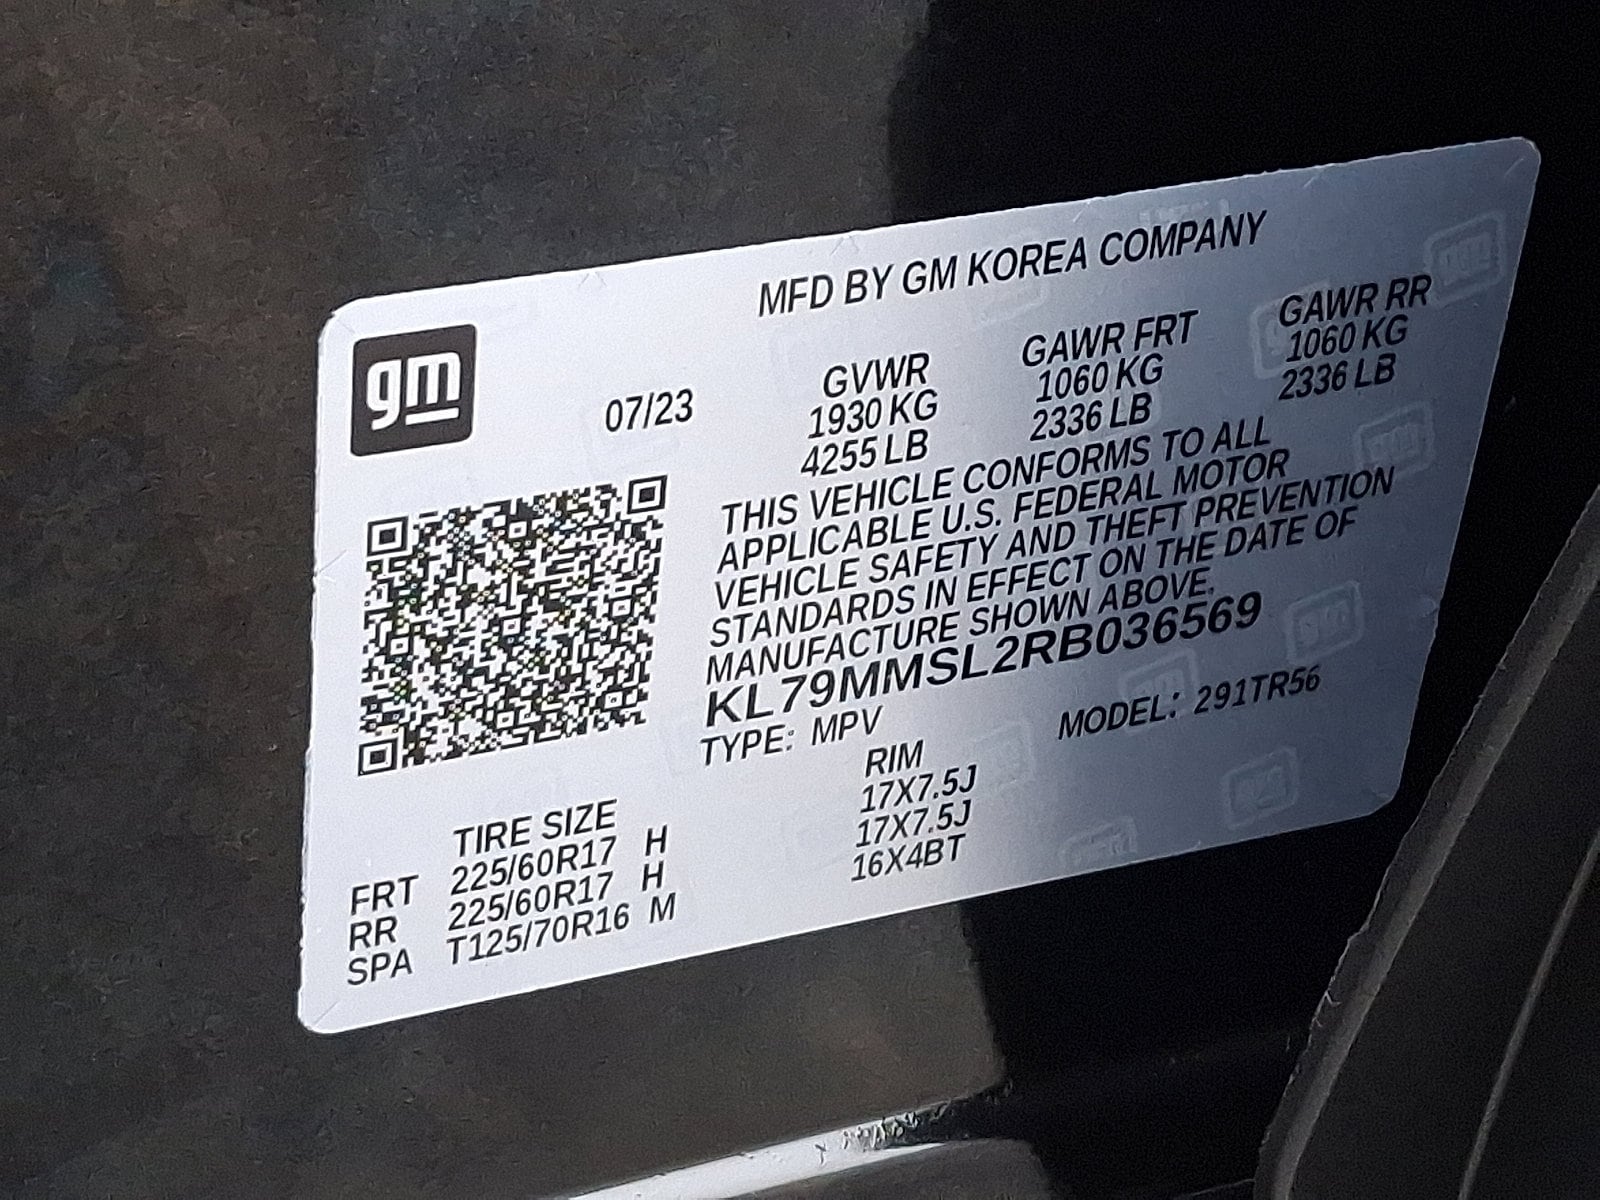 MFD BY GM KOREA COMPANY
gm
07/23
GVWR GAWR FRT GAWR RR
1930 KG 1060 KG 1060 KG
4255 LB 2336 LB 2336 LB
THIS VEHICLE CONFORMS TO ALL
APPLICABLE U.S. FEDERAL MOTOR
VEHICLE SAFETY AND THEFT PREVENTION
STANDARDS IN EFFECT ON THE DATE OF
MANUFACTURE SHOWN ABOVE.
KL79MMSL2RB036569
TYPE: MPV MODEL: 291TR56
TIRE SIZE RIM
FRT 225/60R17 H 17X7.5J
RR 225/60R17 H 17X7.5J
SPA T125/70R16 M 16X4BT